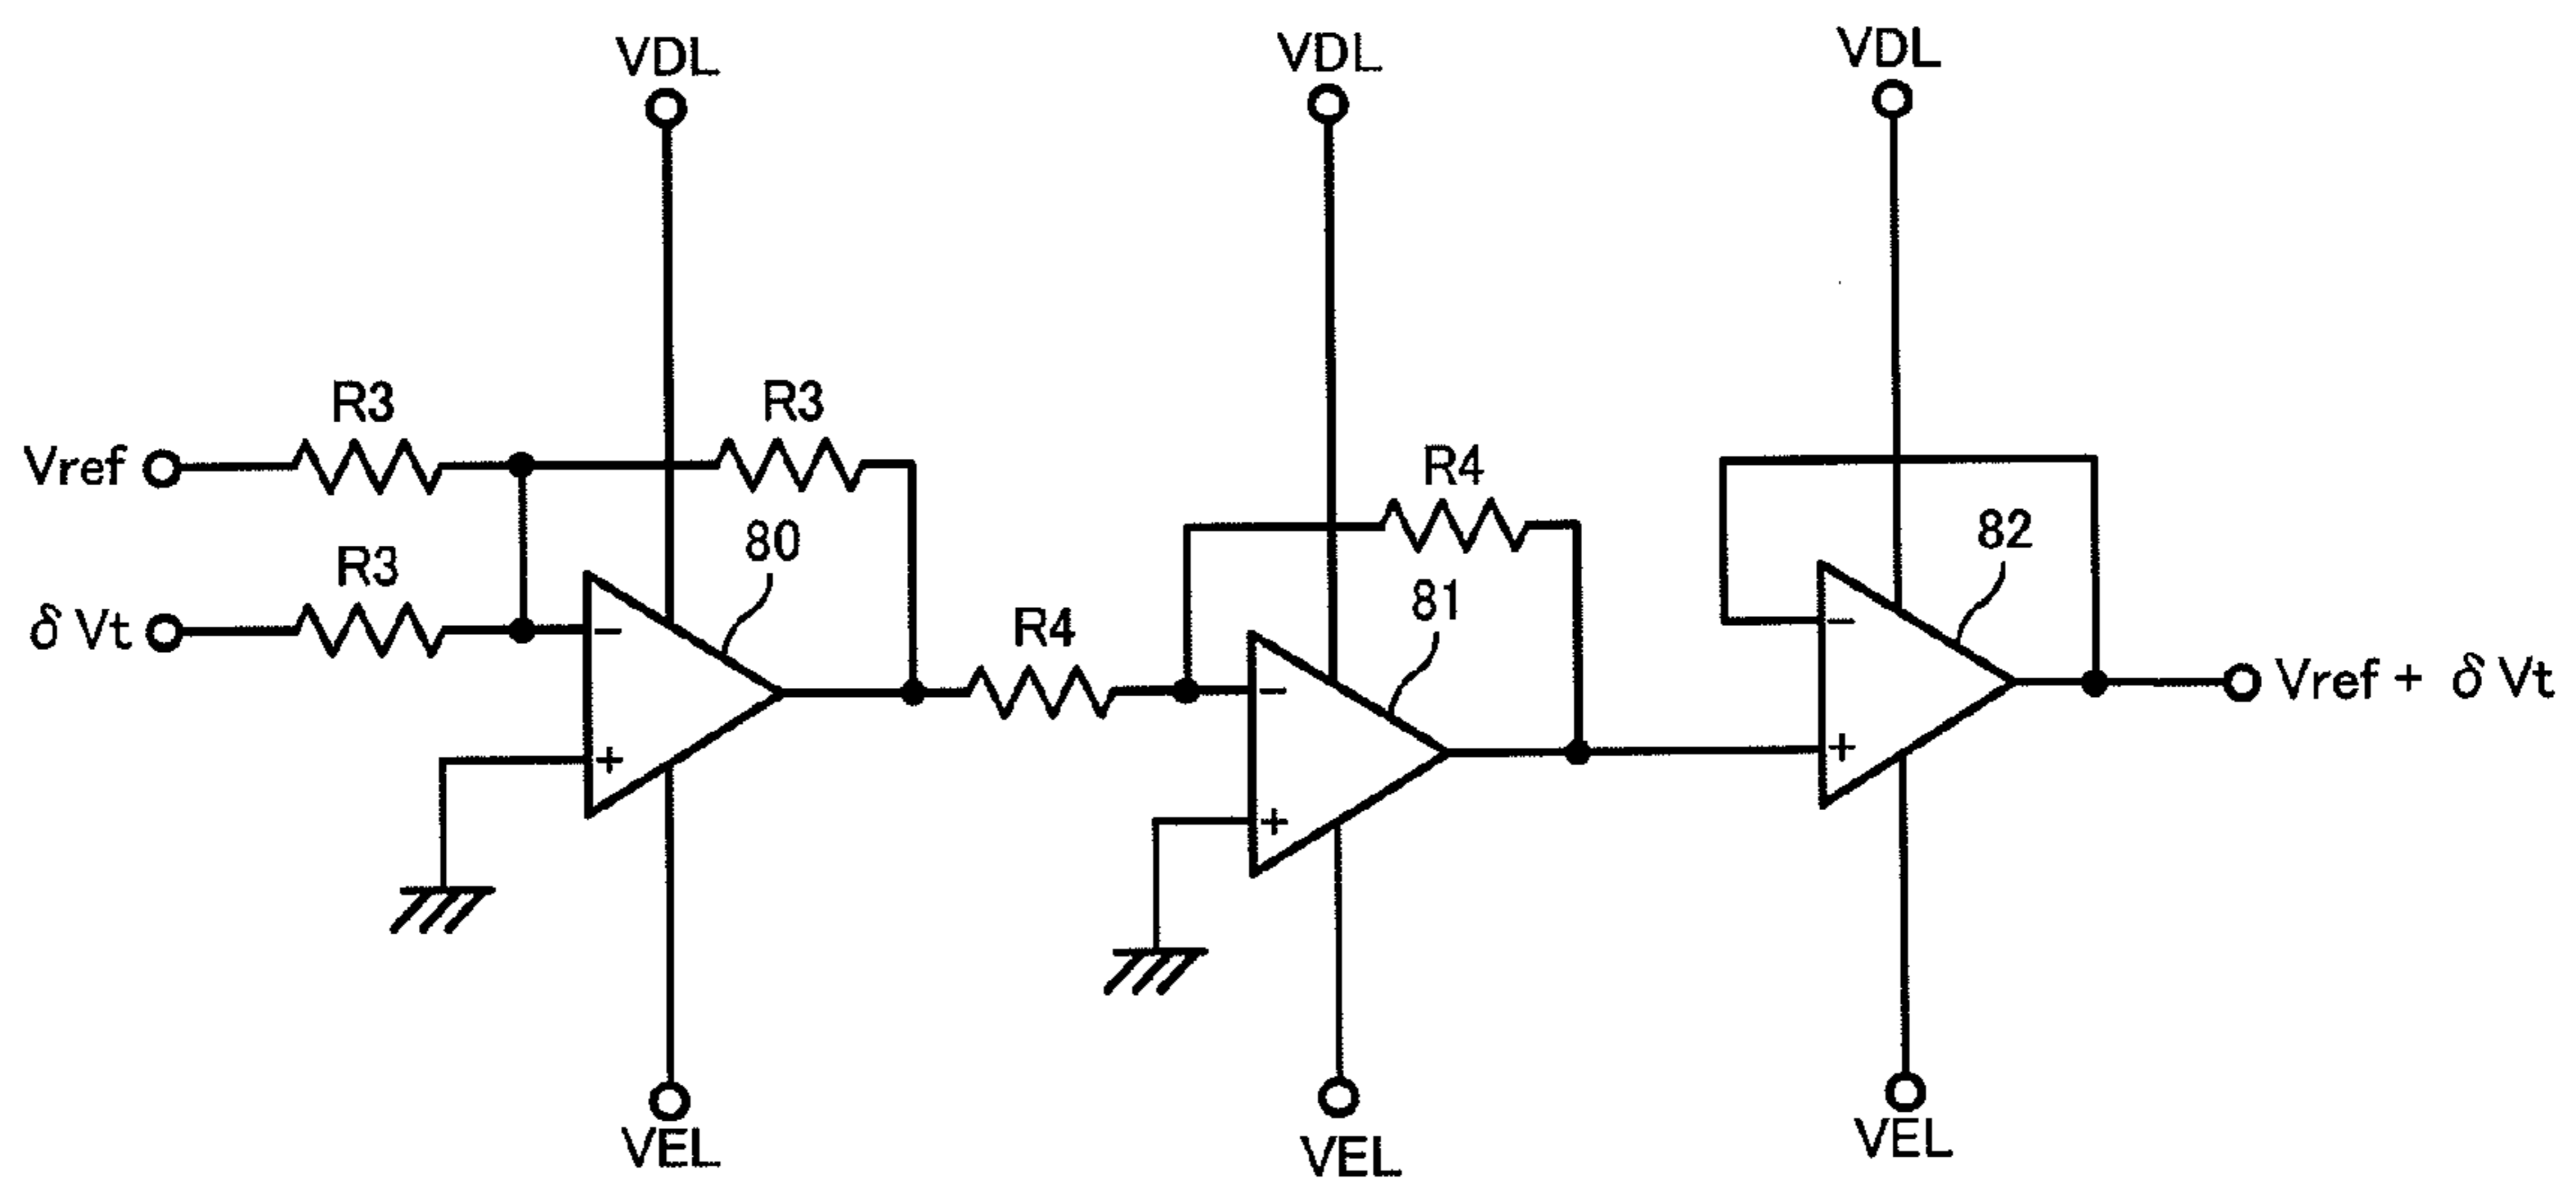 VDL
VDL
VDL
R3
R3
R4
Vref
80
82
R3
81
δ Vt
R4
−
−
−
Vref + δ Vt
+
+
+
VEL
VEL
VEL